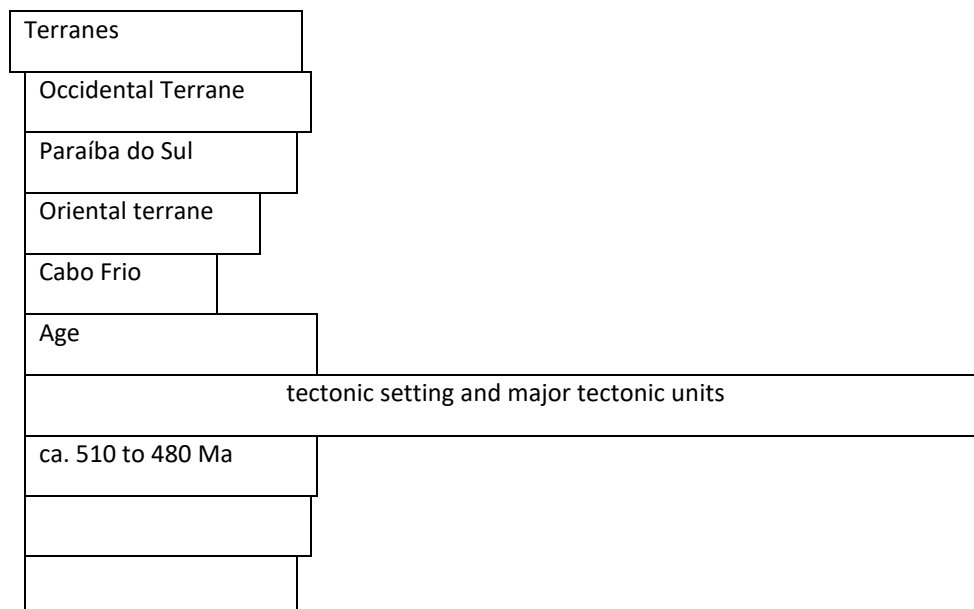 Terranes
Occidental Terrane
Paraíba do Sul
Oriental terrane
Cabo Frio
Age
tectonic setting and major tectonic units
ca. 510 to 480 Ma